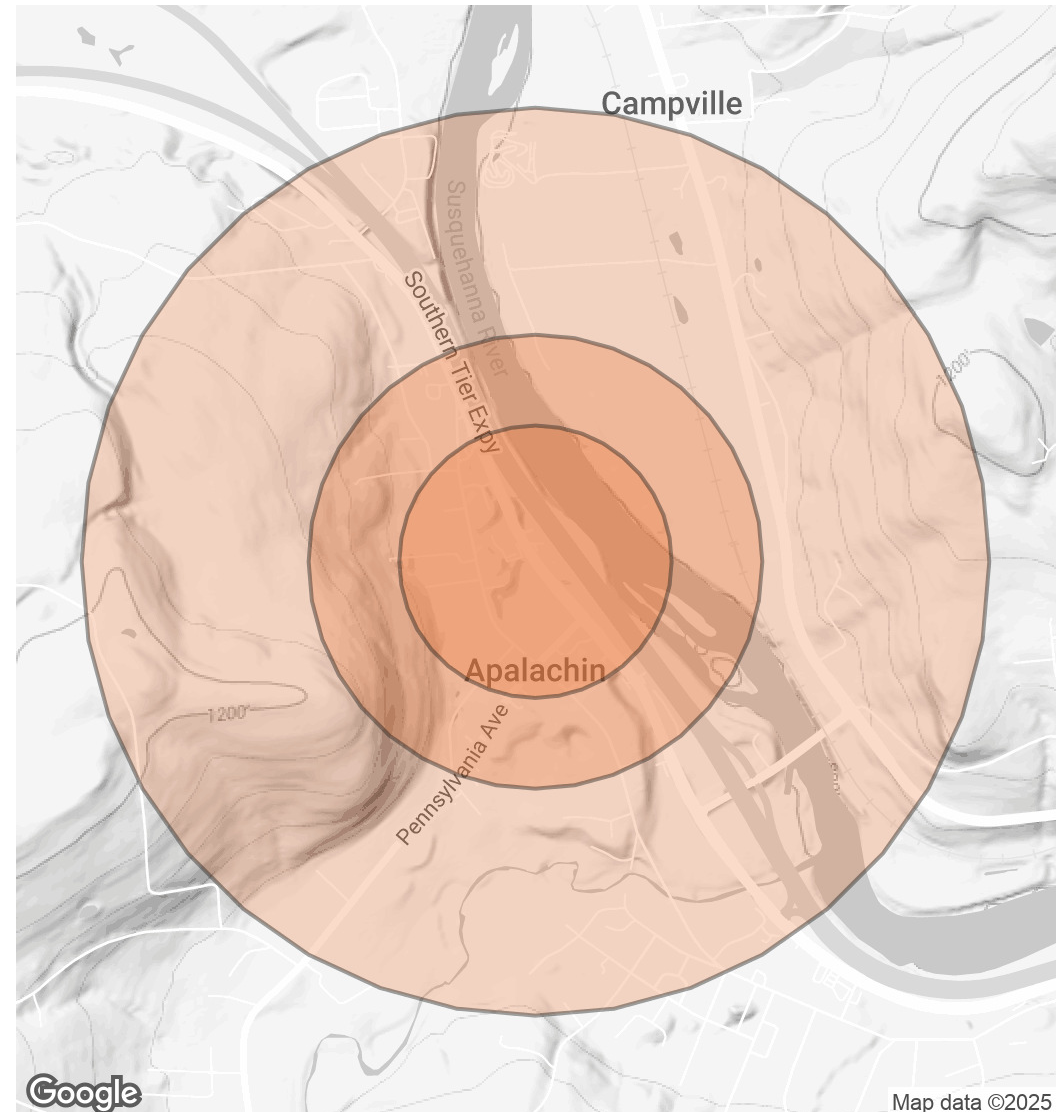 Campville
Susquehanna River
Southern Tier Expy
1200'
Apalachin
1200'
Pennsylvania Ave
Google
Map data ©2025